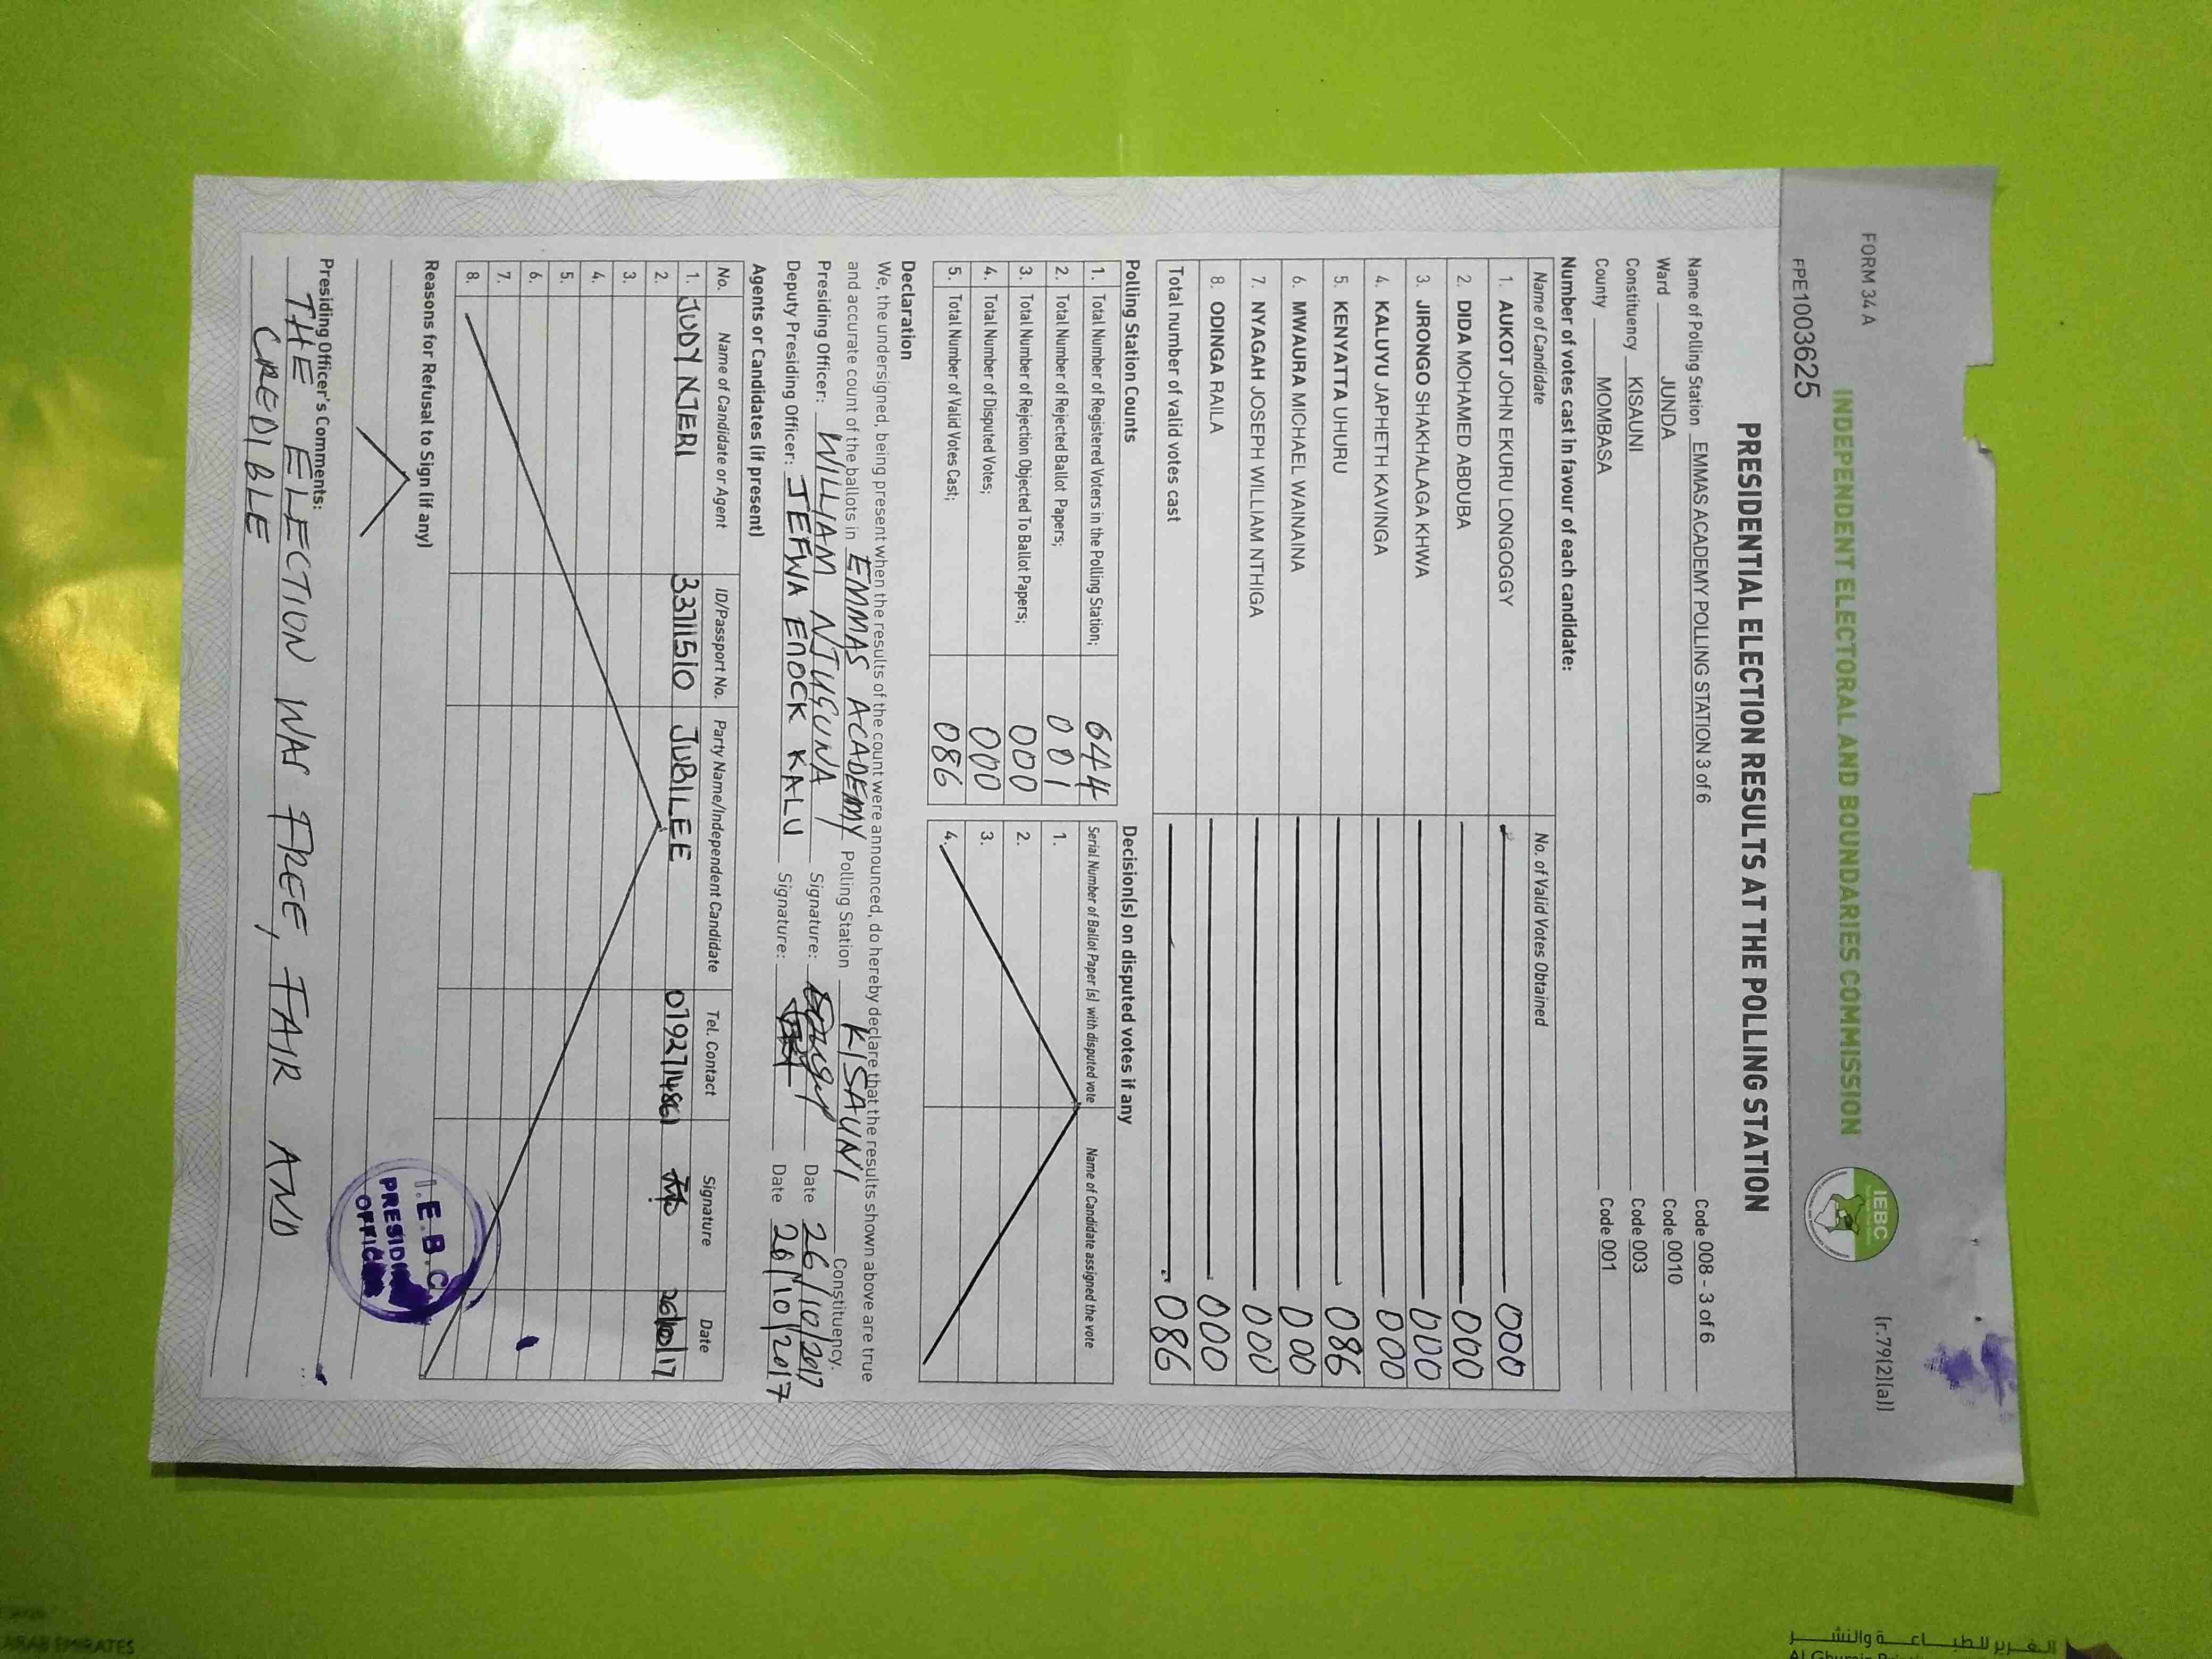 INDEPENDENT ELECTORAL AND BOUNDARIES COMMISSION
IEBC
FORM 34 A
(r.79(2)(a))
FPE1003625
PRESIDENTIAL ELECTION RESULTS AT THE POLLING STATION
Name of Polling Station EMMAS ACADEMY POLLING STATION 3 of 6 Code 008 - 3 of 6
Ward JUNDA Code 0010
Constituency KISAUNI Code 003
County MOMBASA Code 001
Number of votes cast in favour of each candidate:
Name of Candidate No. of Valid Votes Obtained
1. AUKOT JOHN EKURU LONGOGGY 000
2. DIDA MOHAMED ABDUBA 000
3. JIRONGO SHAKHALAGA KHWA 000
4. KALUYU JAPHETH KAVINGA 000
5. KENYATTA UHURU 086
6. MWAURA MICHAEL WAINAINA 000
7. NYAGAH JOSEPH WILLIAM NTHIGA 000
8. ODINGA RAILA 000
Total number of valid votes cast 086
Polling Station Counts
1. Total Number of Registered Voters in the Polling Station; 644
2. Total Number of Rejected Ballot Papers; 001
3. Total Number of Rejection Objected To Ballot Papers; 000
4. Total Number of Disputed Votes; 000
5. Total Number of Valid Votes Cast; 086
Decision(s) on disputed votes if any
Serial Number of Ballot Paper (s) with disputed vote Name of Candidate assigned the vote
1.
2.
3.
4.
Declaration
We, the undersigned, being present when the results of the count were announced, do hereby declare that the results shown above are true
and accurate count of the ballots in EMMAS ACADEMY Polling Station KISAUNI Constituency.
Presiding Officer: WILLIAM NJUGUNA Signature: Date 26/10/2017
Deputy Presiding Officer: JEFWA ENOCK KALU Signature: Date 26/10/2017
Agents or Candidates (if present)
No. Name of Candidate or Agent ID/Passport No. Party Name/Independent Candidate Tel. Contact Signature Date
1. JUDY NJERI 33711510 JUBILEE 26/10/17
2.
3.
4.
5.
6.
7.
8.
Reasons for Refusal to Sign (if any)
I.E.B.C
PRESIDING
OFFICER
Presiding Officer's Comments:
THE ELECTION WAS FREE, FAIR AND
CREDIBLE
ARAB EMIRATES